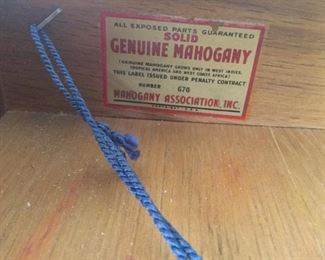 ALL EXPOSED PARTS GUARANTEED
SOLID
GENUINE MAHOGANY
(GENUINE MAHOGANY GROWS ONLY IN WEST INDIES,
TROPICAL AMERICA AND WEST COAST AFRICA)
THIS LABEL ISSUED UNDER PENALTY CONTRACT
NUMBER 670
MAHOGANY ASSOCIATION, INC.